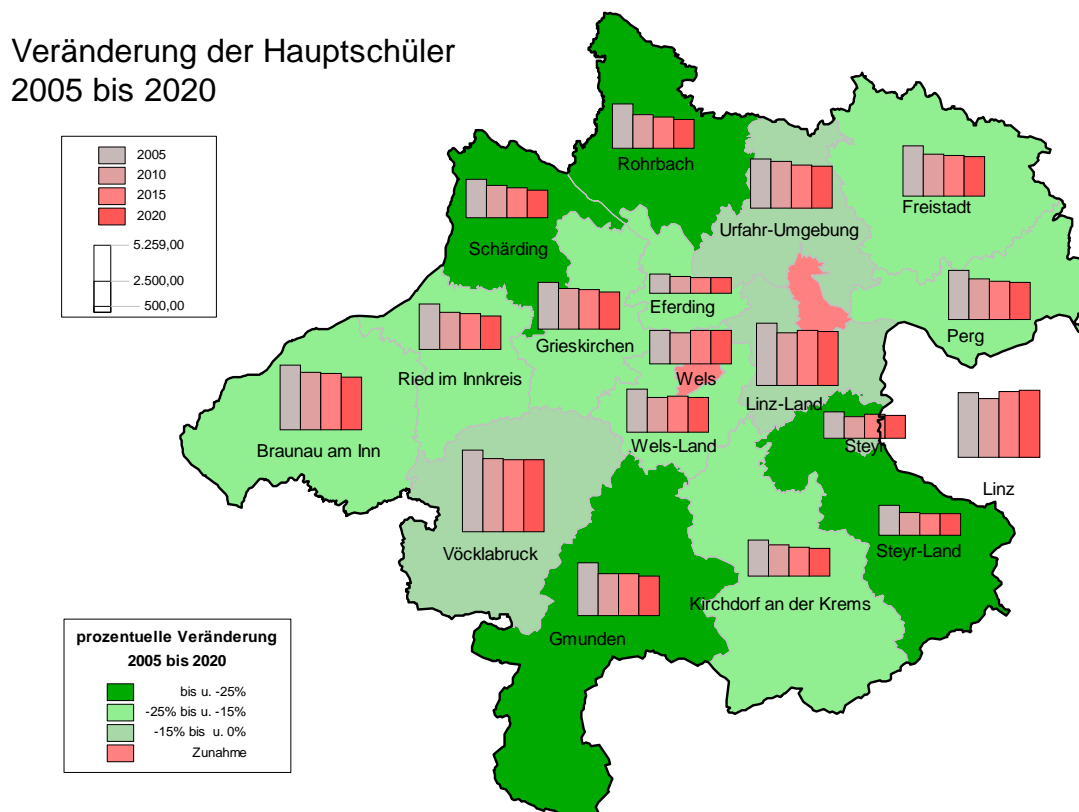 Veränderung der Hauptschüler
2005 bis 2020
2005
2010
2015
2020
5.259,00
2.500,00
500,00
Rohrbach
Freistadt
Urfahr-Umgebung
Schärding
Eferding
Perg
Grieskirchen
Ried im Innkreis
Wels
Linz-Land
Braunau am Inn
Wels-Land
Steyr
Linz
Vöcklabruck
Steyr-Land
Kirchdorf an der Krems
Gmunden
prozentuelle Veränderung
2005 bis 2020
bis u. -25%
-25% bis u. -15%
-15% bis u. 0%
Zunahme